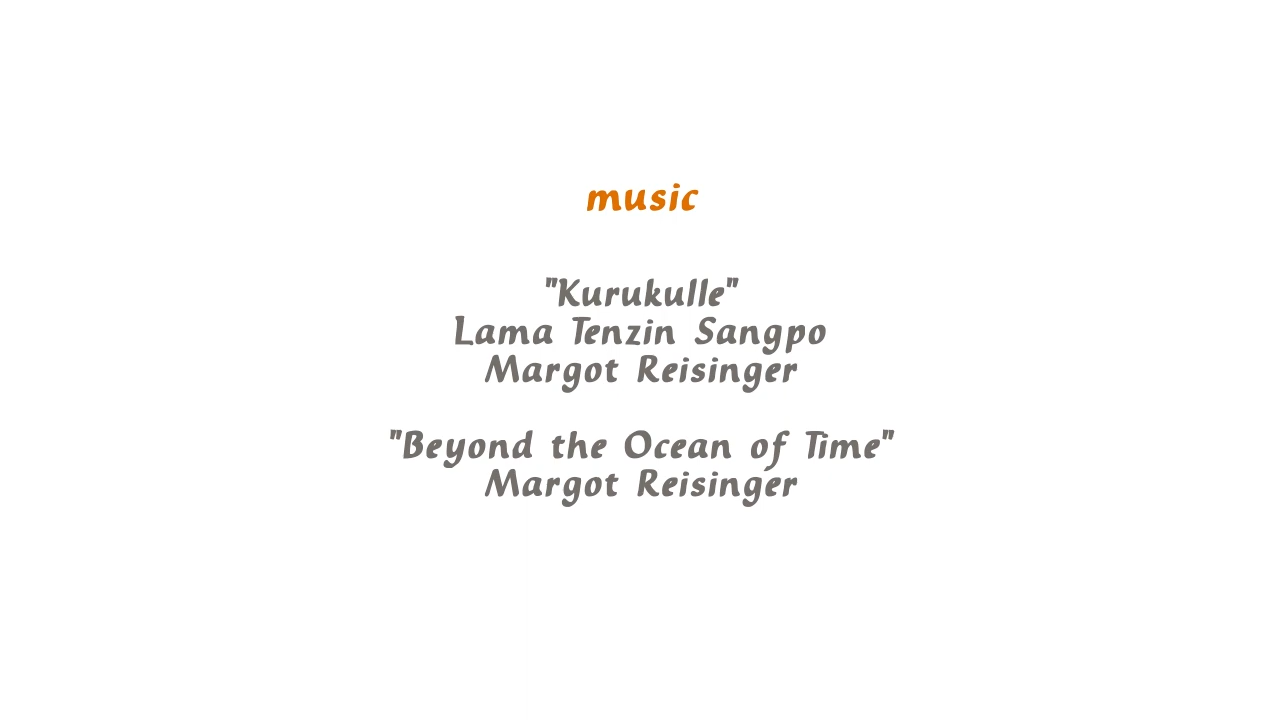 music
"Kurukulle"
Lama Tenzin Sangpo
Margot Reisinger
"Beyond the Ocean of Time"
Margot Reisinger